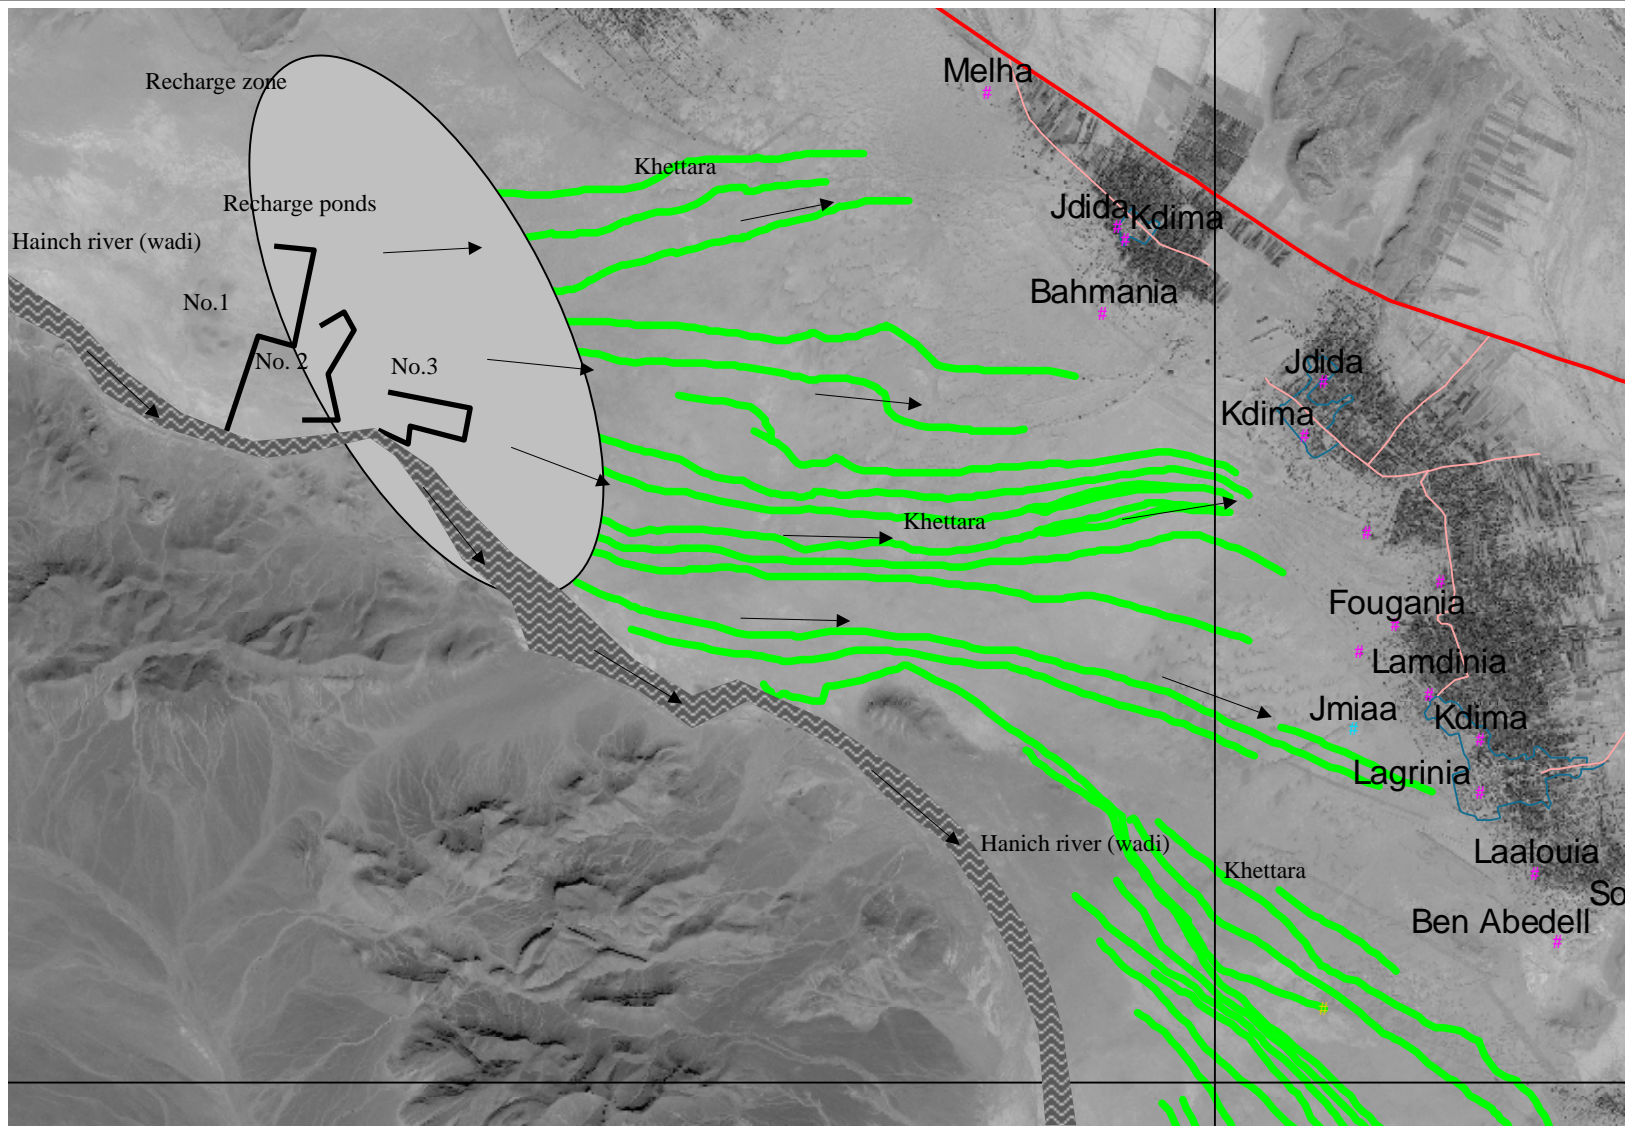 Melha
#
Recharge zone
Khettara
Recharge ponds
Jdida
Kdima
#
#
Hainch river (wadi)
Bahmania
#
No.1
No. 2
No.3
Jdida
#
Kdima
#
Khettara
#
#
Fougania
#
#
Lamdinia
#
Jmiaa
#
Kdima
#
Lagrinia
#
Hanich river (wadi)
Laalouia
#
Khettara
So
Ben Abedell
#
#